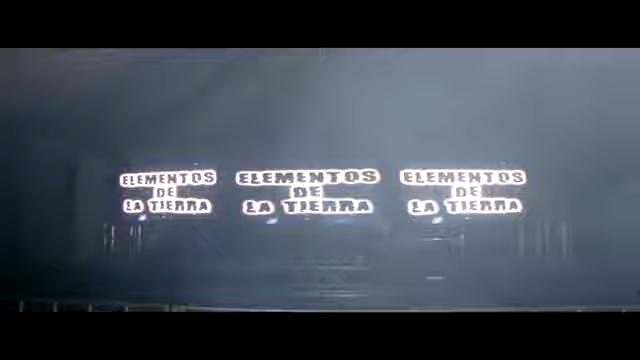 ELEMENTOS
DE
LA TIERRA
ELEMENTOS
DE
LA TIERRA
ELEMENTOS
DE
LA TIERRA